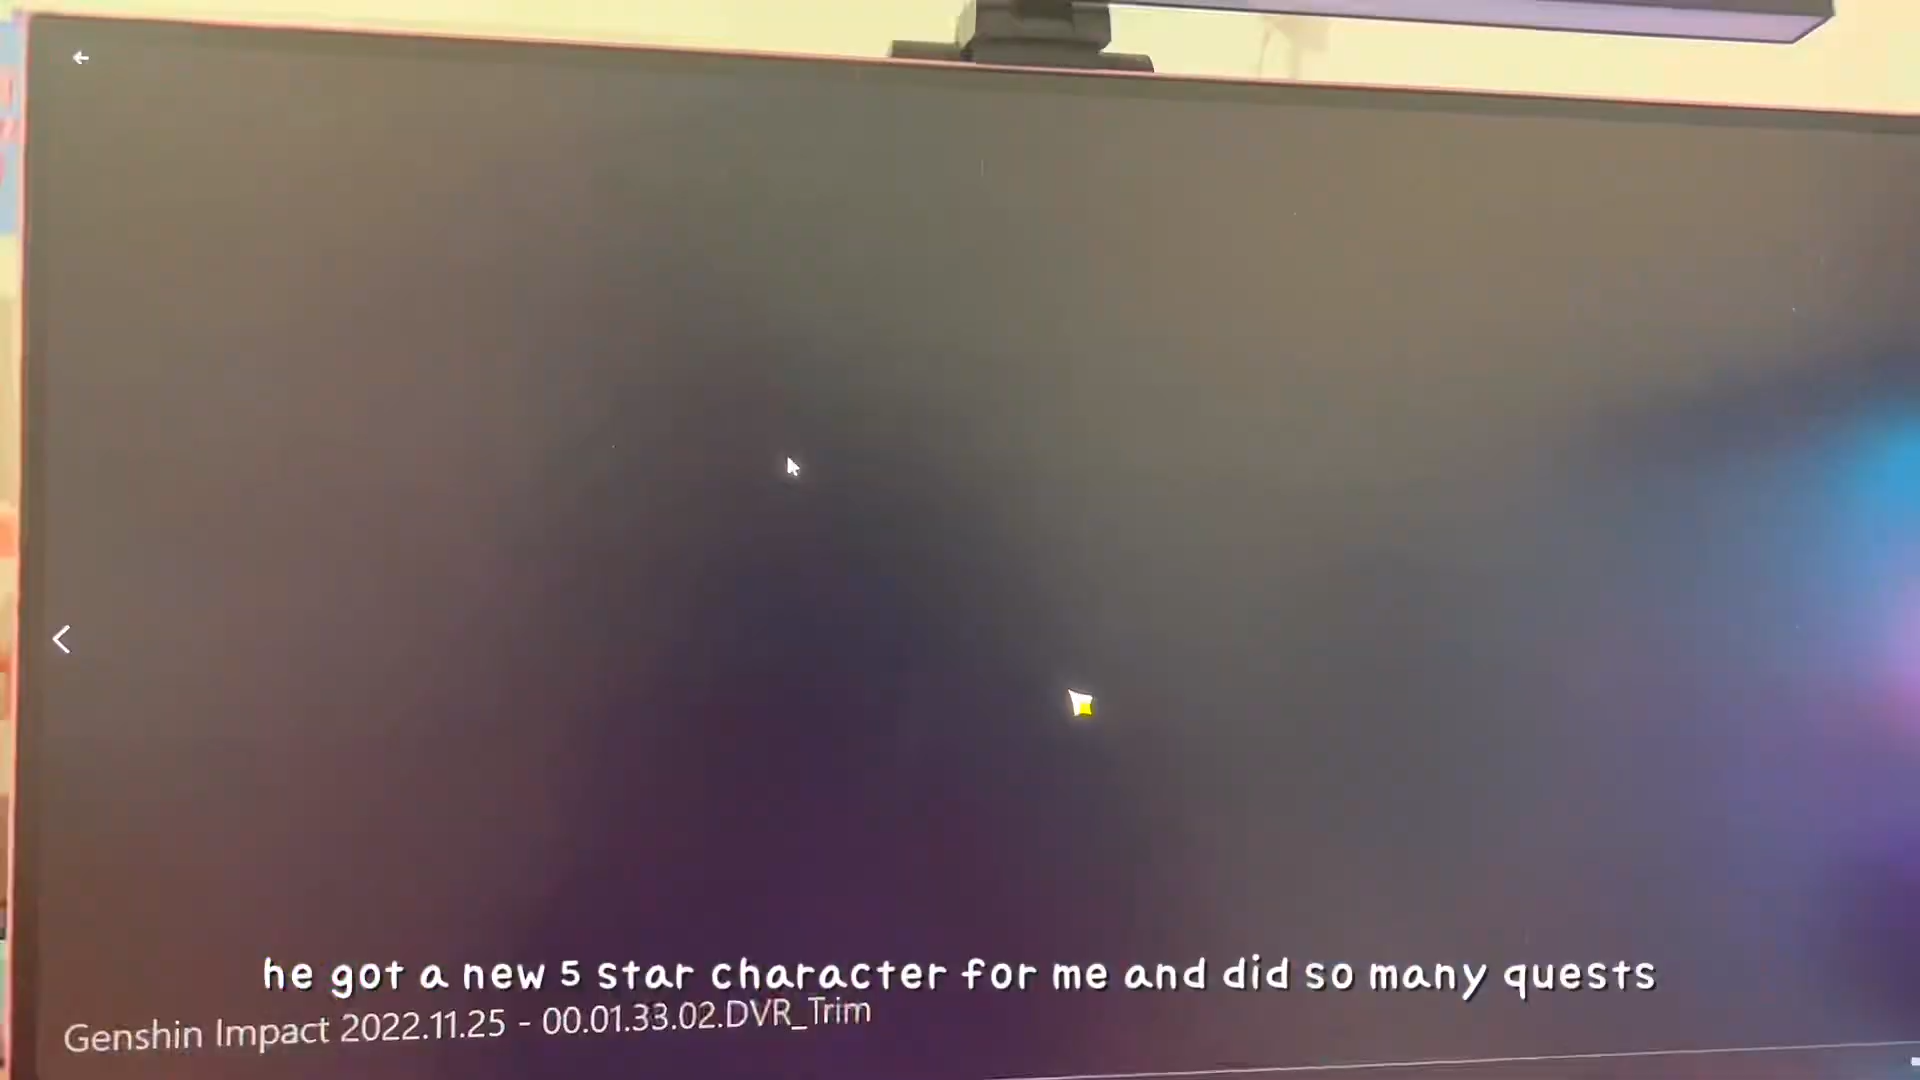 he got a new 5 star character for me and did so many quests
Genshin Impact 2022.11.25 - 00.01.33.02.DVR_Trim